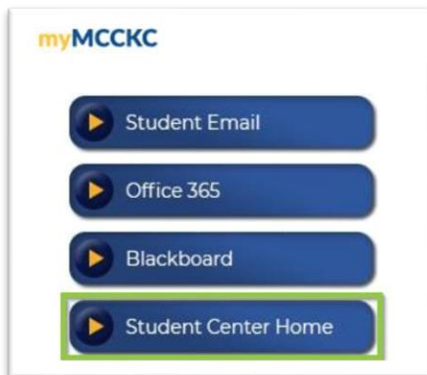 myMCCKC
Student Email
Office 365
Blackboard
Student Center Home